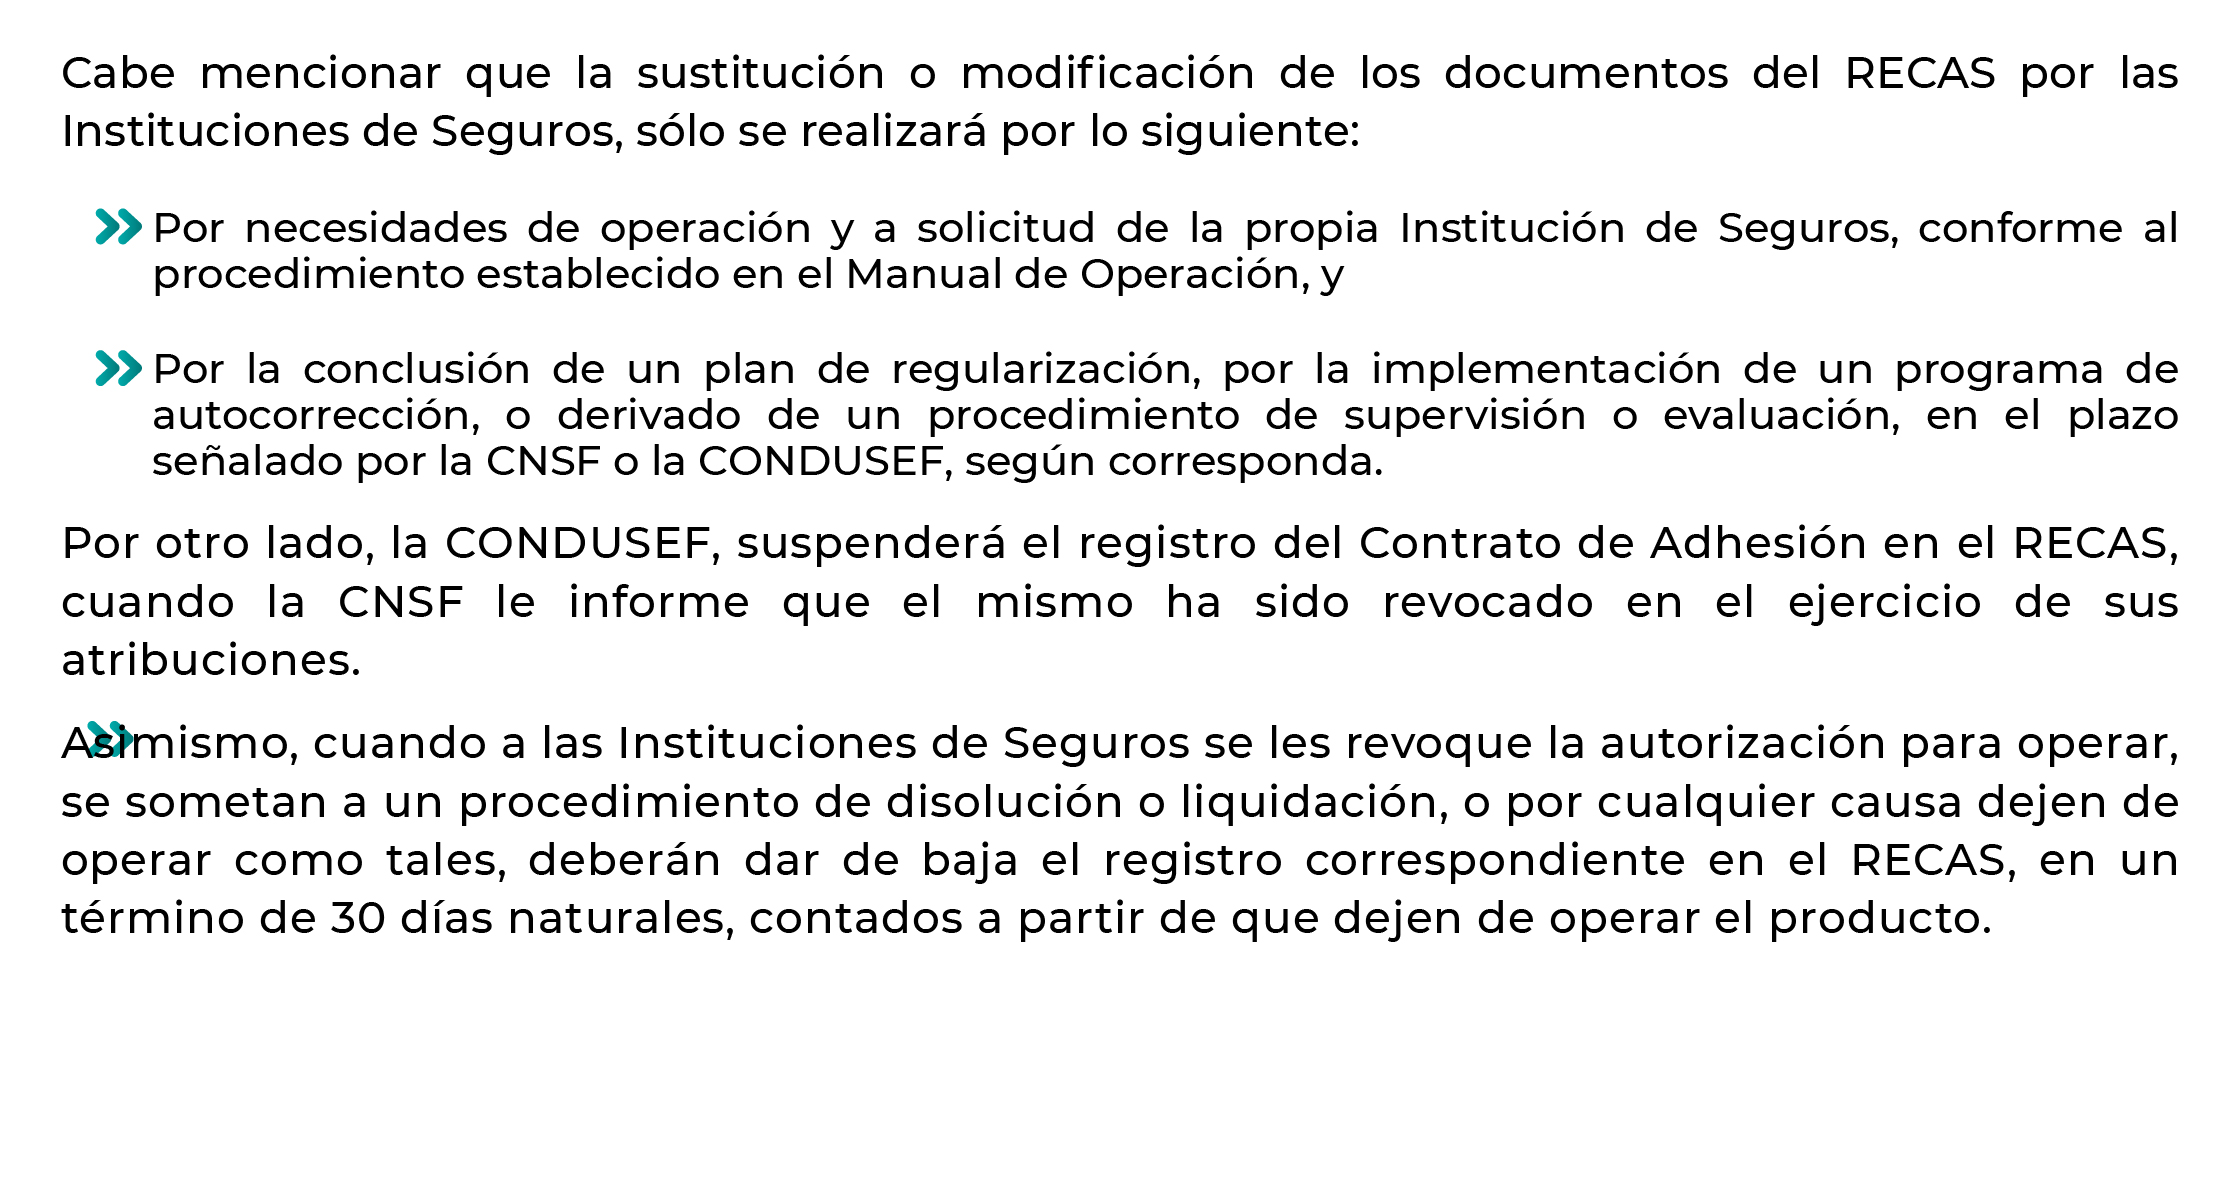 Cabe mencionar que la sustitución o modificación de los documentos del RECAS por las
Instituciones de Seguros, sólo se realizará por lo siguiente:
Por necesidades de operación y a solicitud de la propia Institución de Seguros, conforme al
procedimiento establecido en el Manual de Operación, y
Por la conclusión de un plan de regularización, por la implementación de un programa de
autocorrección, o derivado de un procedimiento de supervisión o evaluación, en el plazo
señalado por la CNSF o la CONDUSEF, según corresponda.
Por otro lado, la CONDUSEF, suspenderá el registro del Contrato de Adhesión en el RECAS,
cuando la CNSF le informe que el mismo ha sido revocado en el ejercicio de sus
atribuciones.
Asimismo, cuando a las Instituciones de Seguros se les revoque la autorización para operar,
se sometan a un procedimiento de disolución o liquidación, o por cualquier causa dejen de
operar como tales, deberán dar de baja el registro correspondiente en el RECAS, en un
término de 30 días naturales, contados a partir de que dejen de operar el producto.